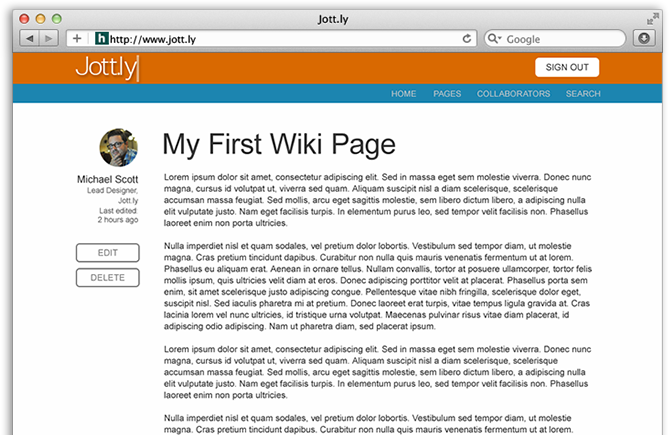 Jott.ly
http://www.jott.ly
Google
Jott.ly
SIGN OUT
HOME PAGES COLLABORATORS SEARCH
My First Wiki Page
Michael Scott
Lead Designer,
Jott.ly
Last edited:
2 hours ago
EDIT
DELETE
Lorem ipsum dolor sit amet, consectetur adipiscing elit. Sed in massa eget sem molestie viverra. Donec nunc
magna, cursus id volutpat ut, viverra sed quam. Aliquam suscipit nisl a diam scelerisque, scelerisque
accumsan massa feugiat. Sed mollis, arcu eget sagittis molestie, sem libero dictum libero, a adipiscing nulla
elit vulputate justo. Nam eget facilisis turpis. In elementum purus leo, sed tempor velit facilisis non. Phasellus
laoreet enim non porta ultricies.
Nulla imperdiet nisl et quam sodales, vel pretium dolor lobortis. Vestibulum sed tempor diam, ut molestie
magna. Cras pretium tincidunt dapibus. Curabitur non nulla quis mauris venenatis fermentum ut in libero.
Phasellus eu aliquam erat. Aenean in ornare tellus. Nullam convallis, tortor at posuere ullamcorper, tortor felis
mollis ipsum, quis ultricies velit diam at eros. Donec adipiscing porttitor velit at placerat. Phasellus porta sem
enim, sit amet scelerisque justo adipiscing congue. Pellentesque vitae nibh fringilla, scelerisque dolor eget,
suscipit nisl. Sed iaculis pharetra mi at pretium. Donec laoreet erat turpis, vitae tempus ligula gravida at. Cras
lacinia lorem vel nunc ultricies, id tristique urna volutpat. Maecenas pulvinar risus vitae diam placerat, id
adipiscing odio adipiscing. Nam ut pharetra diam, sed placerat ipsum.
Lorem ipsum dolor sit amet, consectetur adipiscing elit. Sed in massa eget sem molestie viverra. Donec nunc
magna, cursus id volutpat ut, viverra sed quam. Aliquam suscipit nisl a diam scelerisque, scelerisque
accumsan massa feugiat. Sed mollis, arcu eget sagittis molestie, sem libero dictum libero, a adipiscing nulla
elit vulputate justo. Nam eget facilisis turpis. In elementum purus leo, sed tempor velit facilisis non. Phasellus
laoreet enim non porta ultricies.
Nulla imperdiet nisl et quam sodales, vel pretium dolor lobortis. Vestibulum sed tempor diam, ut molestie
magna. Cras pretium tincidunt dapibus. Curabitur non nulla quis mauris venenatis fermentum ut in libero.